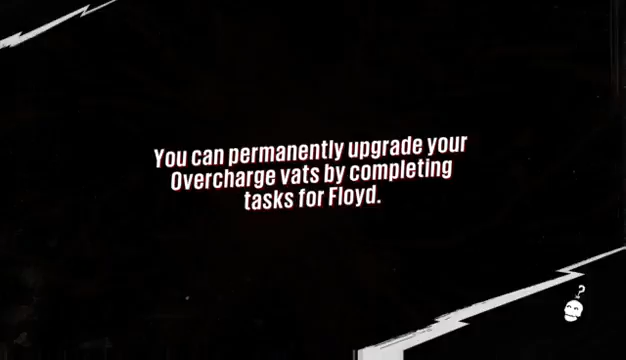 You can permanently upgrade your
Overcharge vats by completing
tasks for Floyd.
?